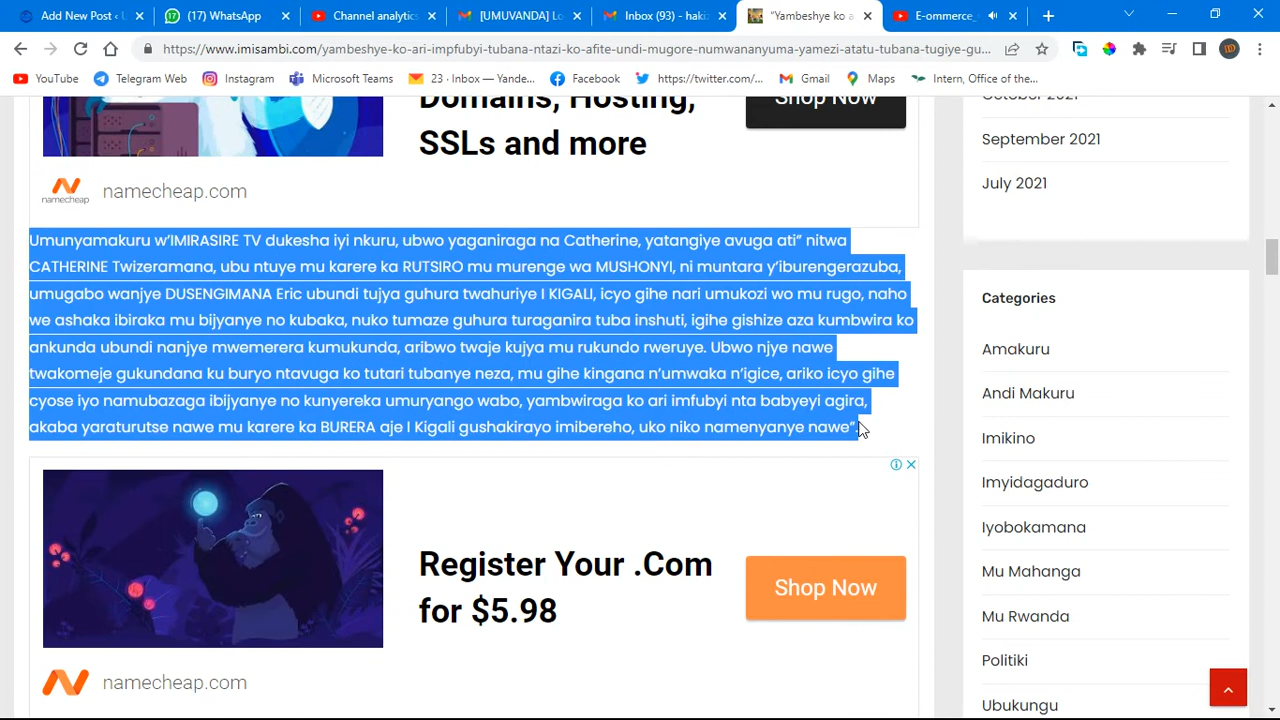 Add New Post ‹
(17) WhatsApp
Channel analytics
[UMUVANDA] Lo
Inbox (93) - hakiz
"Yambeshye ko a
E-ommerce_
https://www.imisambi.com/yambeshye-ko-ari-impfubyi-tubana-ntazi-ko-afite-undi-mugore-numwananyuma-yamezi-atatu-tubana-tugiye-gu...
YouTube
Telegram Web
Instagram
Microsoft Teams
23 · Inbox — Yande...
Facebook
https://twitter.com/...
Gmail
Maps
Intern, Office of the...
Domains, Hosting,
SSLs and more
Shop Now
namecheap.com
Umunyamakuru w'IMIRASIRE TV dukesha iyi nkuru, ubwo yaganiraga na Catherine, yatangiye avuga ati" nitwa
CATHERINE Twizeramana, ubu ntuye mu karere ka RUTSIRO mu murenge wa MUSHONYI, ni muntara y'iburengerazuba,
umugabo wanjye DUSENGIMANA Eric ubundi tujya guhura twahuriye I KIGALI, icyo gihe nari umukozi wo mu rugo, naho
we ashaka ibiraka mu bijyanye no kubaka, nuko tumaze guhura turaganira tuba inshuti, igihe gishize aza kumbwira ko
ankunda ubundi nanjye mwemerera kumukunda, aribwo twaje kujya mu rukundo rweruye. Ubwo njye nawe
twakomeje gukundana ku buryo ntavuga ko tutari tubanye neza, mu gihe kingana n'umwaka n'igice, ariko icyo gihe
cyose iyo namubazaga ibijyanye no kunyereka umuryango wabo, yambwiraga ko ari imfubyi nta babyeyi agira,
akaba yaraturutse nawe mu karere ka BURERA aje I Kigali gushakirayo imibereho, uko niko namenyanye nawe".
Register Your .Com
for $5.98
Shop Now
namecheap.com
October 2021
September 2021
July 2021
Categories
Amakuru
Andi Makuru
Imikino
Imyidagaduro
Iyobokamana
Mu Mahanga
Mu Rwanda
Politiki
Ubukungu